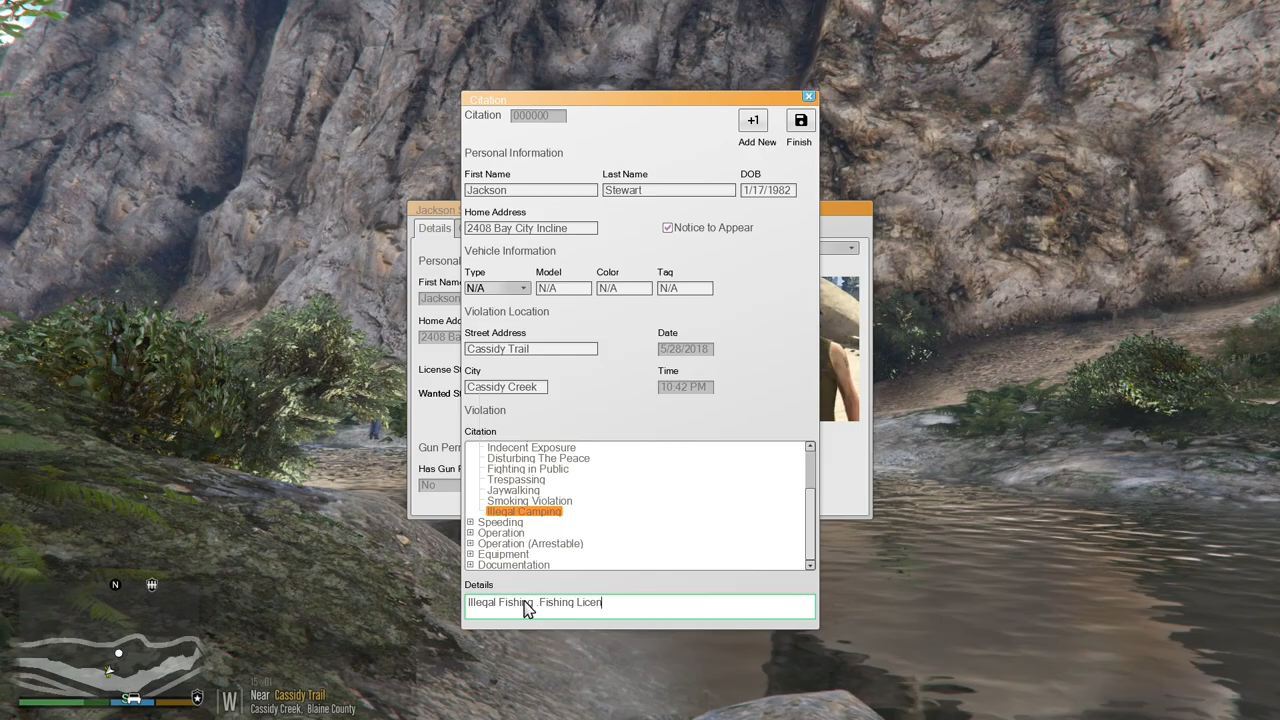 Citation
Citation 000000
+1
Add New Finish
Personal Information
First Name Last Name DOB
Jackson Stewart 1/17/1982
Home Address
2408 Bay City Incline Notice to Appear
Vehicle Information
Type Model Color Tag
N/A N/A N/A N/A
Violation Location
Street Address Date
Cassidy Trail 5/28/2018
City Time
Cassidy Creek 10:42 PM
Violation
Citation
Indecent Exposure
Disturbing The Peace
Fighting in Public
Trespassing
Jaywalking
Smoking Violation
Illegal Camping
Speeding
Operation
Operation (Arrestable)
Equipment
Documentation
Details
Illegal Fishing .Fishing Licen
Jackson S
Details
Personal
First Name
Jackson
Home Add
2408 Bay
License St
Wanted St
Gun Perm
Has Gun P
No
N
W
Near Cassidy Trail
Cassidy Creek, Blaine County